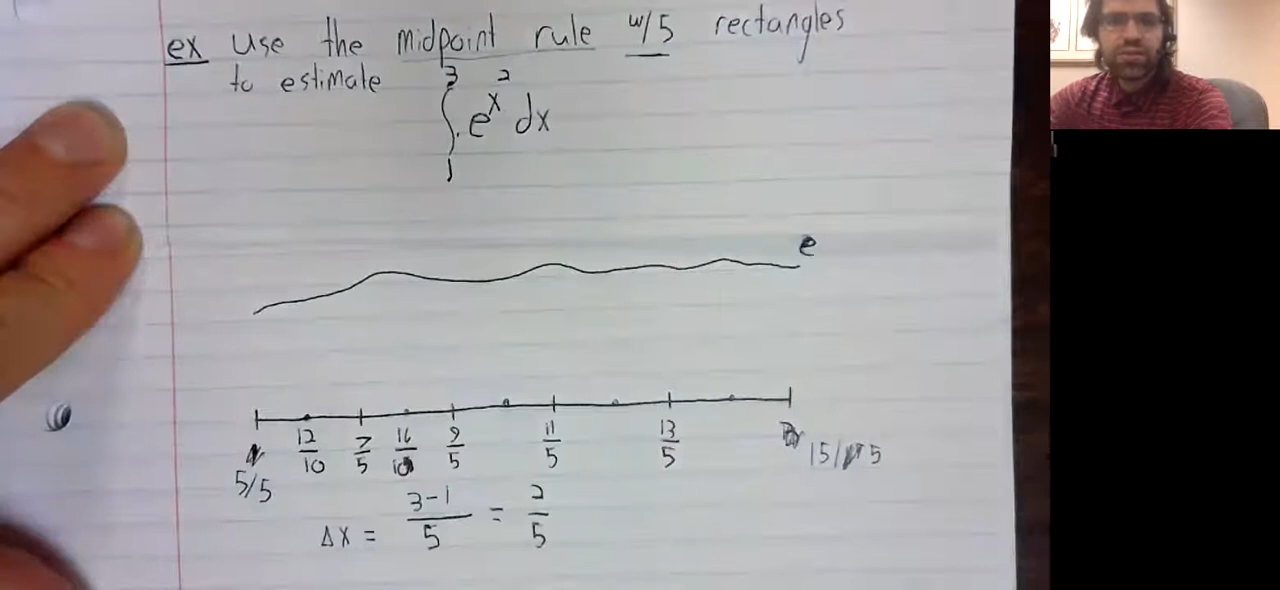 ex Use the midpoint rule w/5 rectangles
to estimate ∫₁³ e^x² dx
e
12/10 7/5 16/10 9/5 11/5 13/5
5/5 15/5
Δx = 3-1/5 = 2/5